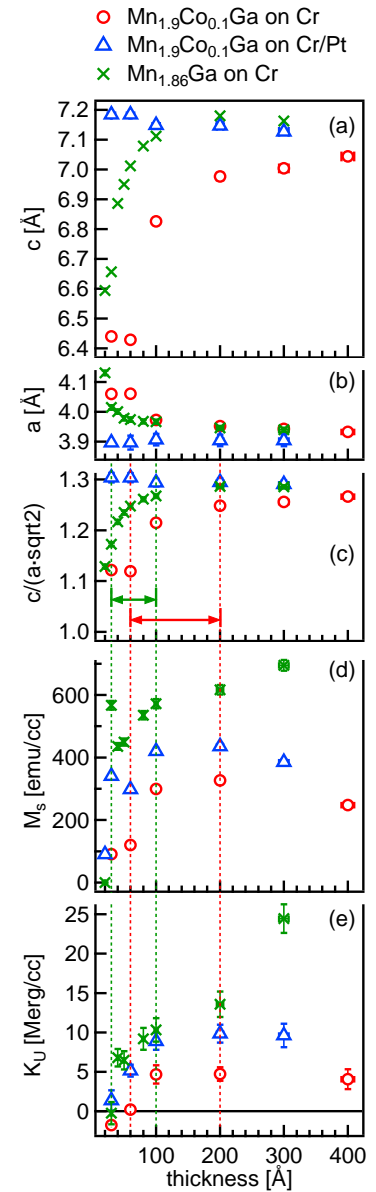 Mn₁.₉Co₀.₁Ga on Cr
Mn₁.₉Co₀.₁Ga on Cr/Pt
Mn₁.₈₆Ga on Cr
7.2
7.1
7.0
6.9
6.8
6.7
6.6
6.5
6.4
c [Å]
(a)
4.1
4.0
3.9
a [Å]
(b)
1.3
1.2
1.1
1.0
c/(a·sqrt2)
(c)
600
400
200
0
Mₛ [emu/cc]
(d)
25
20
15
10
5
0
K_U [Merg/cc]
(e)
100 200 300 400
thickness [Å]